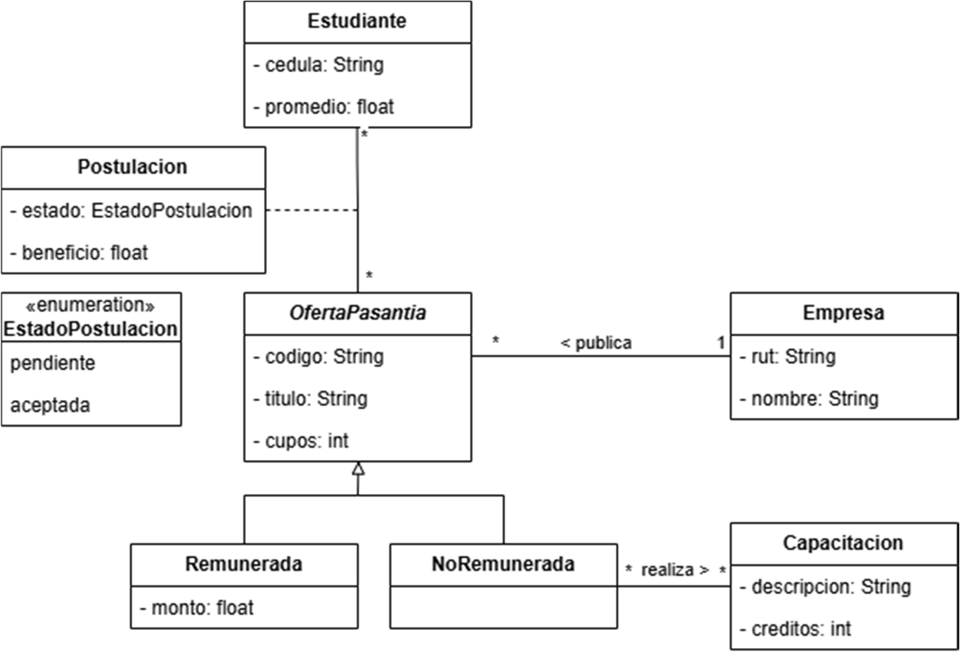 Estudiante
- cedula: String
- promedio: float
*
Postulacion
- estado: EstadoPostulacion
- beneficio: float
*
«enumeration»
EstadoPostulacion
pendiente
aceptada
OfertaPasantia
- codigo: String
- titulo: String
- cupos: int
* < publica 1
Empresa
- rut: String
- nombre: String
Remunerada
- monto: float
NoRemunerada
* realiza > *
Capacitacion
- descripcion: String
- creditos: int